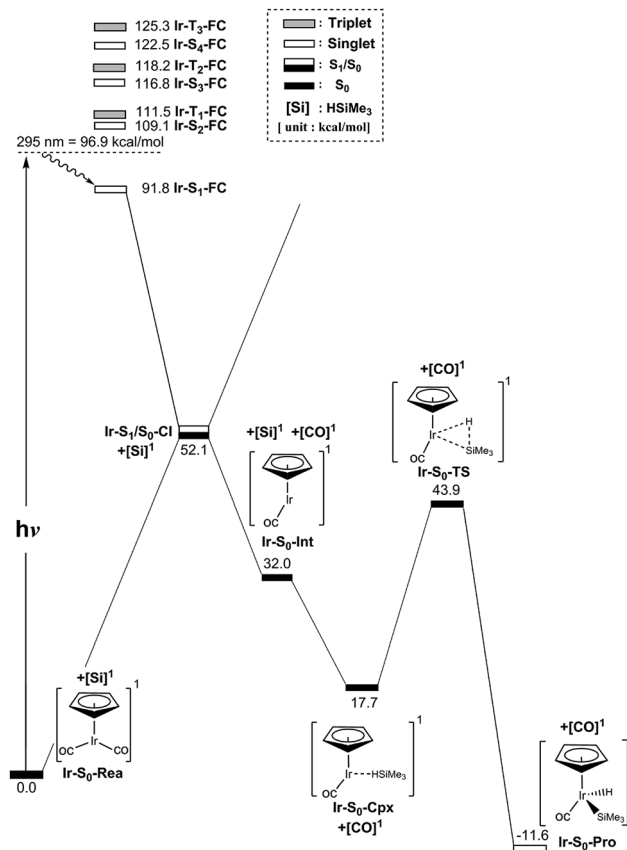 125.3 Ir-T₃-FC
122.5 Ir-S₄-FC
118.2 Ir-T₂-FC
116.8 Ir-S₃-FC
111.5 Ir-T₁-FC
109.1 Ir-S₂-FC
295 nm = 96.9 kcal/mol
91.8 Ir-S₁-FC
: Triplet
: Singlet
: S₁/S₀
: S₀
[Si] : HSiMe₃
[ unit : kcal/mol]
hν
Ir-S₁/S₀-CI
+[Si]¹
52.1
+[Si]¹ +[CO]¹
1
Ir
OC
Ir-S₀-Int
32.0
+[CO]¹
1
H
Ir
SiMe₃
OC
Ir-S₀-TS
43.9
+[Si]¹
1
Ir
OC
CO
Ir-S₀-Rea
0.0
17.7
1
Ir
HSiMe₃
OC
Ir-S₀-Cpx
+[CO]¹
+[CO]¹
Ir
H
OC
SiMe₃
Ir-S₀-Pro
-11.6